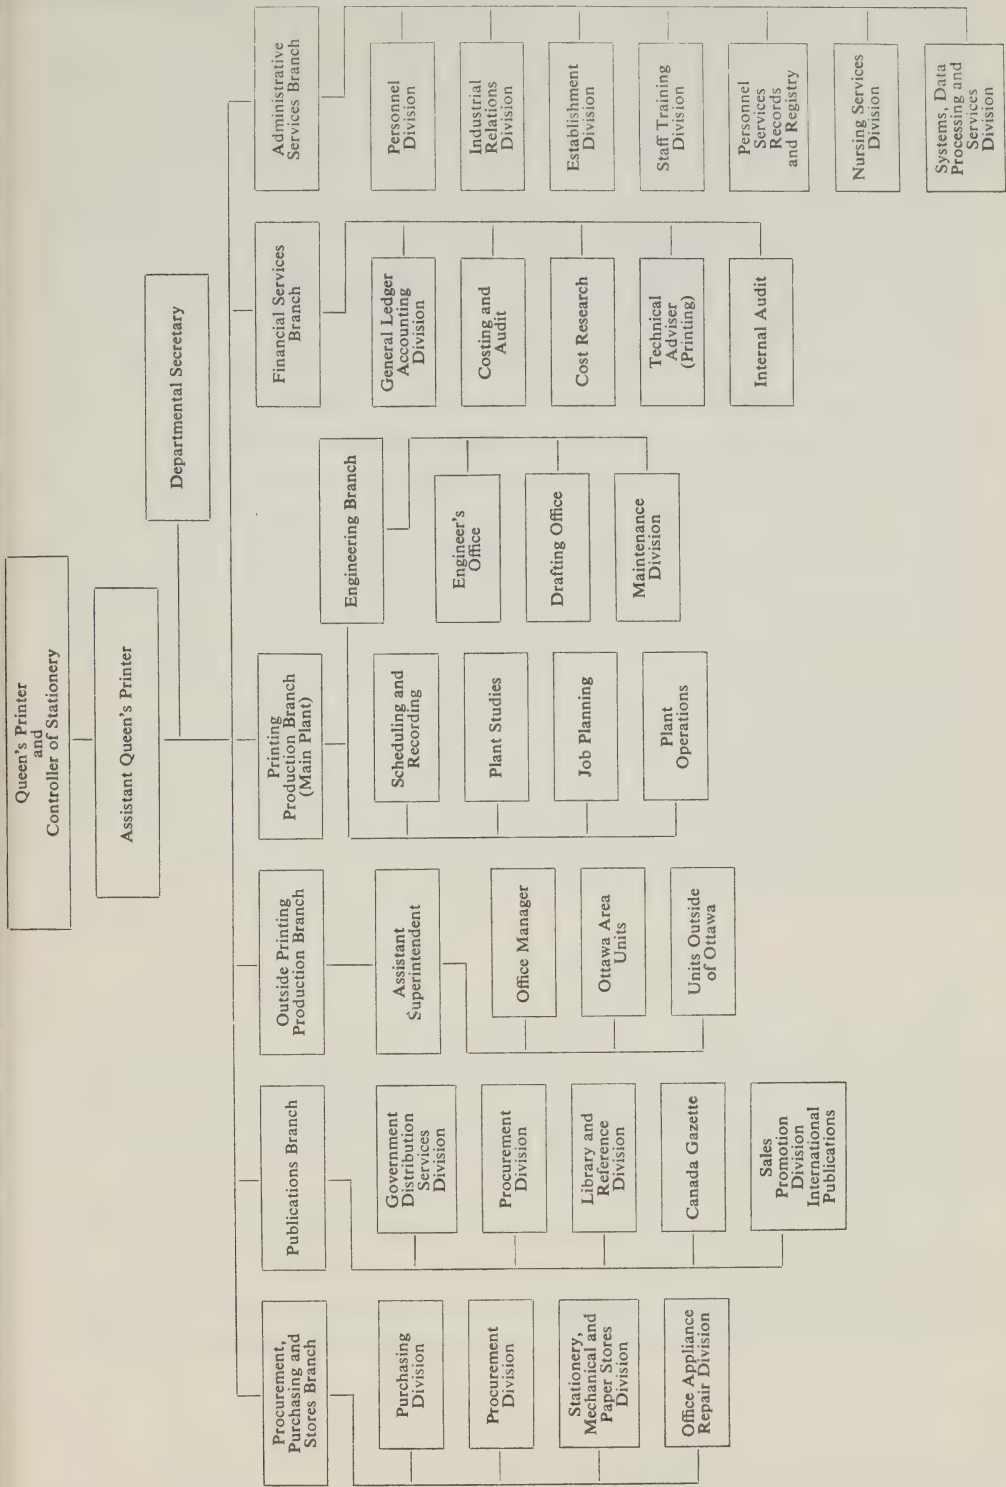 Queen's Printer
and
Controller of Stationery
Assistant Queen's Printer
Departmental Secretary
Procurement,
Purchasing and
Stores Branch
Purchasing
Division
Procurement
Division
Stationery,
Mechanical and
Paper Stores
Division
Office Appliance
Repair Division
Publications Branch
Government
Distribution
Services
Division
Procurement
Division
Library and
Reference
Division
Canada Gazette
Sales
Promotion
Division
International
Publications
Outside Printing
Production Branch
Assistant
Superintendent
Office Manager
Ottawa Area
Units
Units Outside
of Ottawa
Printing
Production Branch
(Main Plant)
Scheduling and
Recording
Plant Studies
Job Planning
Plant
Operations
Engineering Branch
Engineer's
Office
Drafting Office
Maintenance
Division
Financial Services
Branch
General Ledger
Accounting
Division
Costing and
Audit
Cost Research
Technical
Adviser
(Printing)
Internal Audit
Administrative
Services Branch
Personnel
Division
Industrial
Relations
Division
Establishment
Division
Staff Training
Division
Personnel
Services
Records
and Registry
Nursing Services
Division
Systems, Data
Processing and
Services
Division